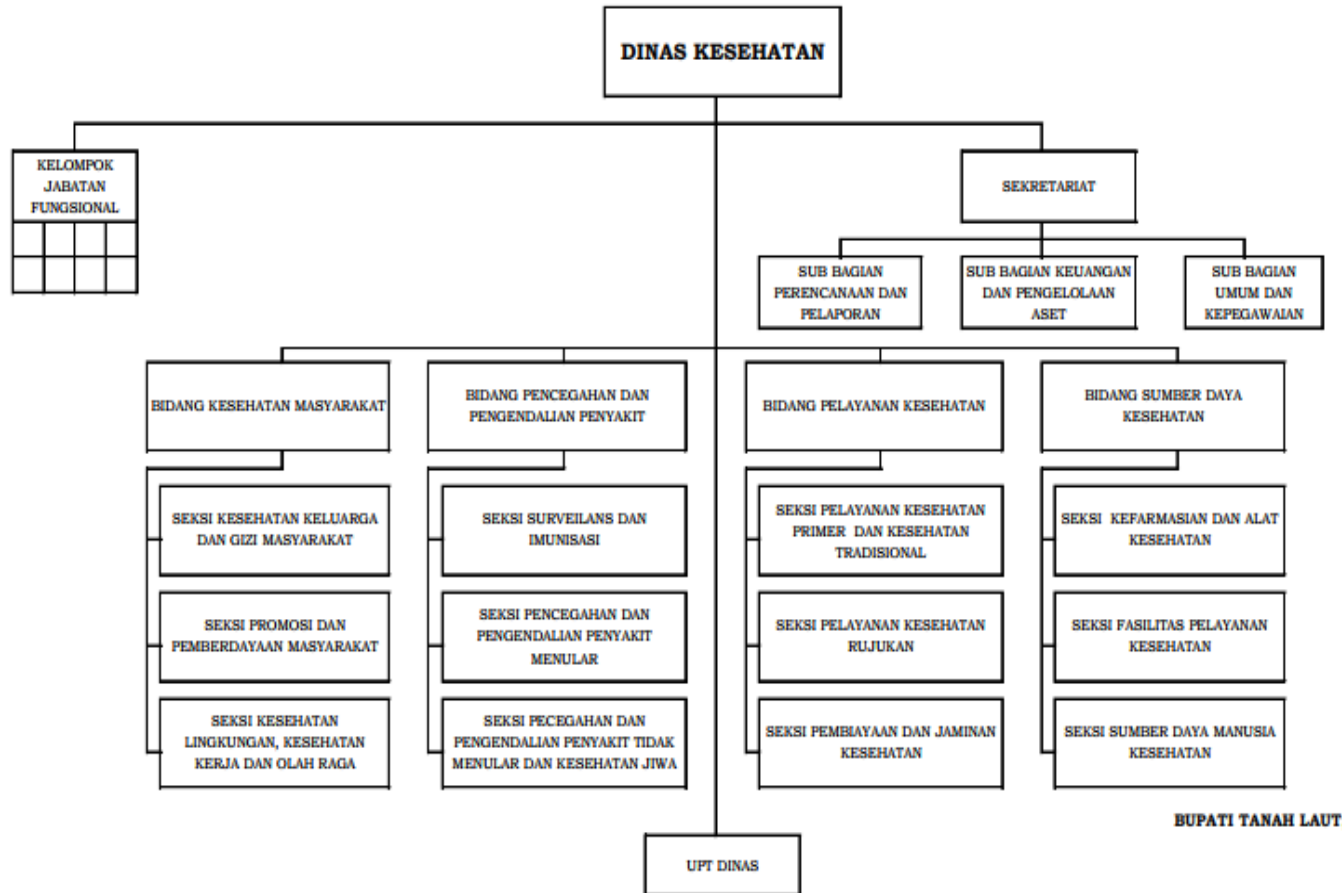 DINAS KESEHATAN
KELOMPOK
JABATAN
FUNGSIONAL
SEKRETARIAT
SUB BAGIAN
PERENCANAAN DAN
PELAPORAN
SUB BAGIAN KEUANGAN
DAN PENGELOLAAN
ASET
SUB BAGIAN
UMUM DAN
KEPEGAWAIAN
BIDANG KESEHATAN MASYARAKAT
BIDANG PENCEGAHAN DAN
PENGENDALIAN PENYAKIT
BIDANG PELAYANAN KESEHATAN
BIDANG SUMBER DAYA
KESEHATAN
SEKSI KESEHATAN KELUARGA
DAN GIZI MASYARAKAT
SEKSI SURVEILANS DAN
IMUNISASI
SEKSI PELAYANAN KESEHATAN
PRIMER DAN KESEHATAN
TRADISIONAL
SEKSI KEFARMASIAN DAN ALAT
KESEHATAN
SEKSI PROMOSI DAN
PEMBERDAYAAN MASYARAKAT
SEKSI PENCEGAHAN DAN
PENGENDALIAN PENYAKIT
MENULAR
SEKSI PELAYANAN KESEHATAN
RUJUKAN
SEKSI FASILITAS PELAYANAN
KESEHATAN
SEKSI KESEHATAN
LINGKUNGAN, KESEHATAN
KERJA DAN OLAH RAGA
SEKSI PECEGAHAN DAN
PENGENDALIAN PENYAKIT TIDAK
MENULAR DAN KESEHATAN JIWA
SEKSI PEMBIAYAAN DAN JAMINAN
KESEHATAN
SEKSI SUMBER DAYA MANUSIA
KESEHATAN
BUPATI TANAH LAUT
UPT DINAS